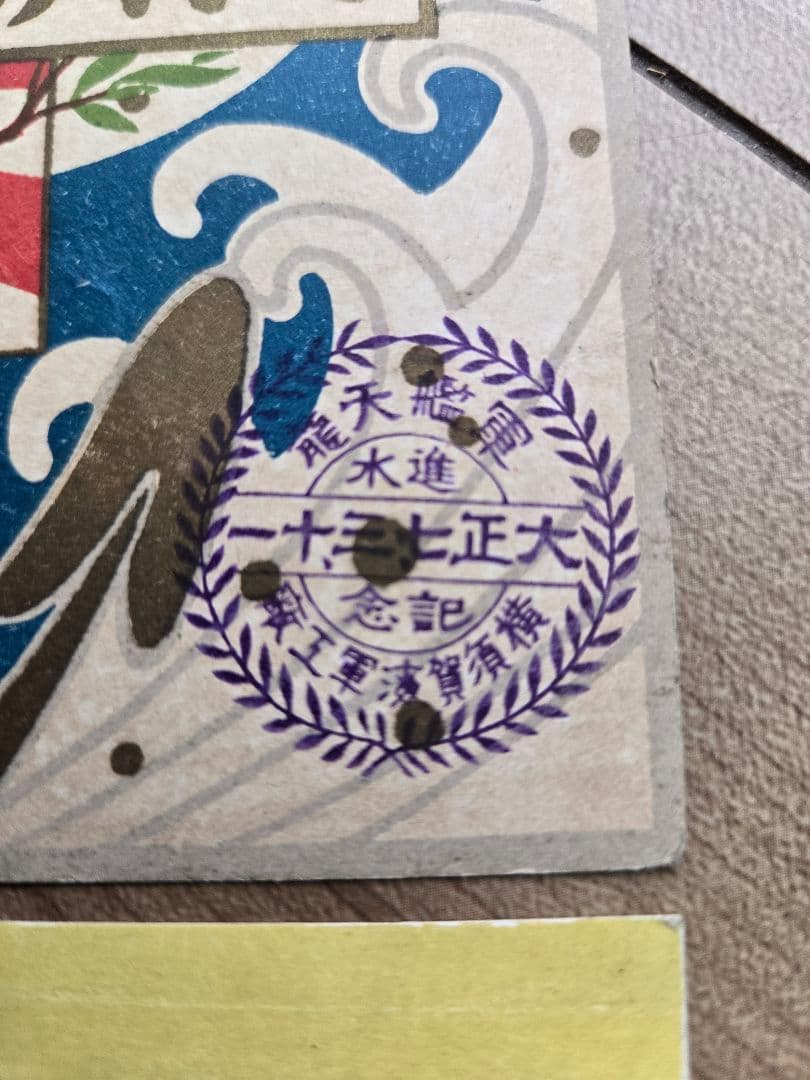 軍艦天龍
進水
大正七、三、十一
記念
横須賀海軍工廠